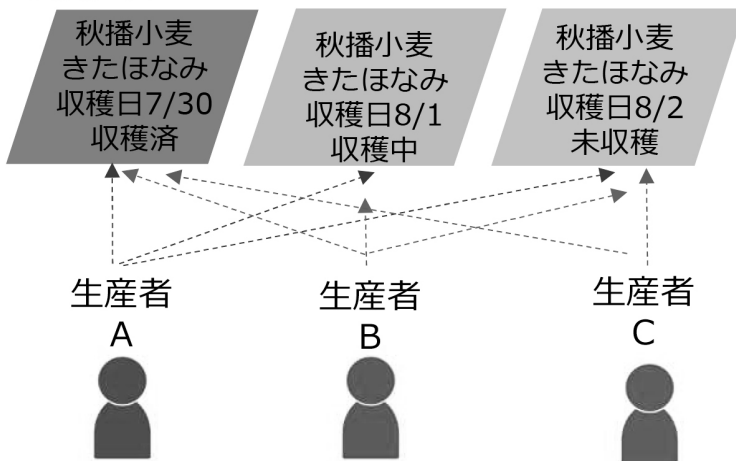 秋播小麦
きたほなみ
収穫日7/30
収穫済
秋播小麦
きたほなみ
収穫日8/1
収穫中
秋播小麦
きたほなみ
収穫日8/2
未収穫
生産者
A
生産者
B
生産者
C